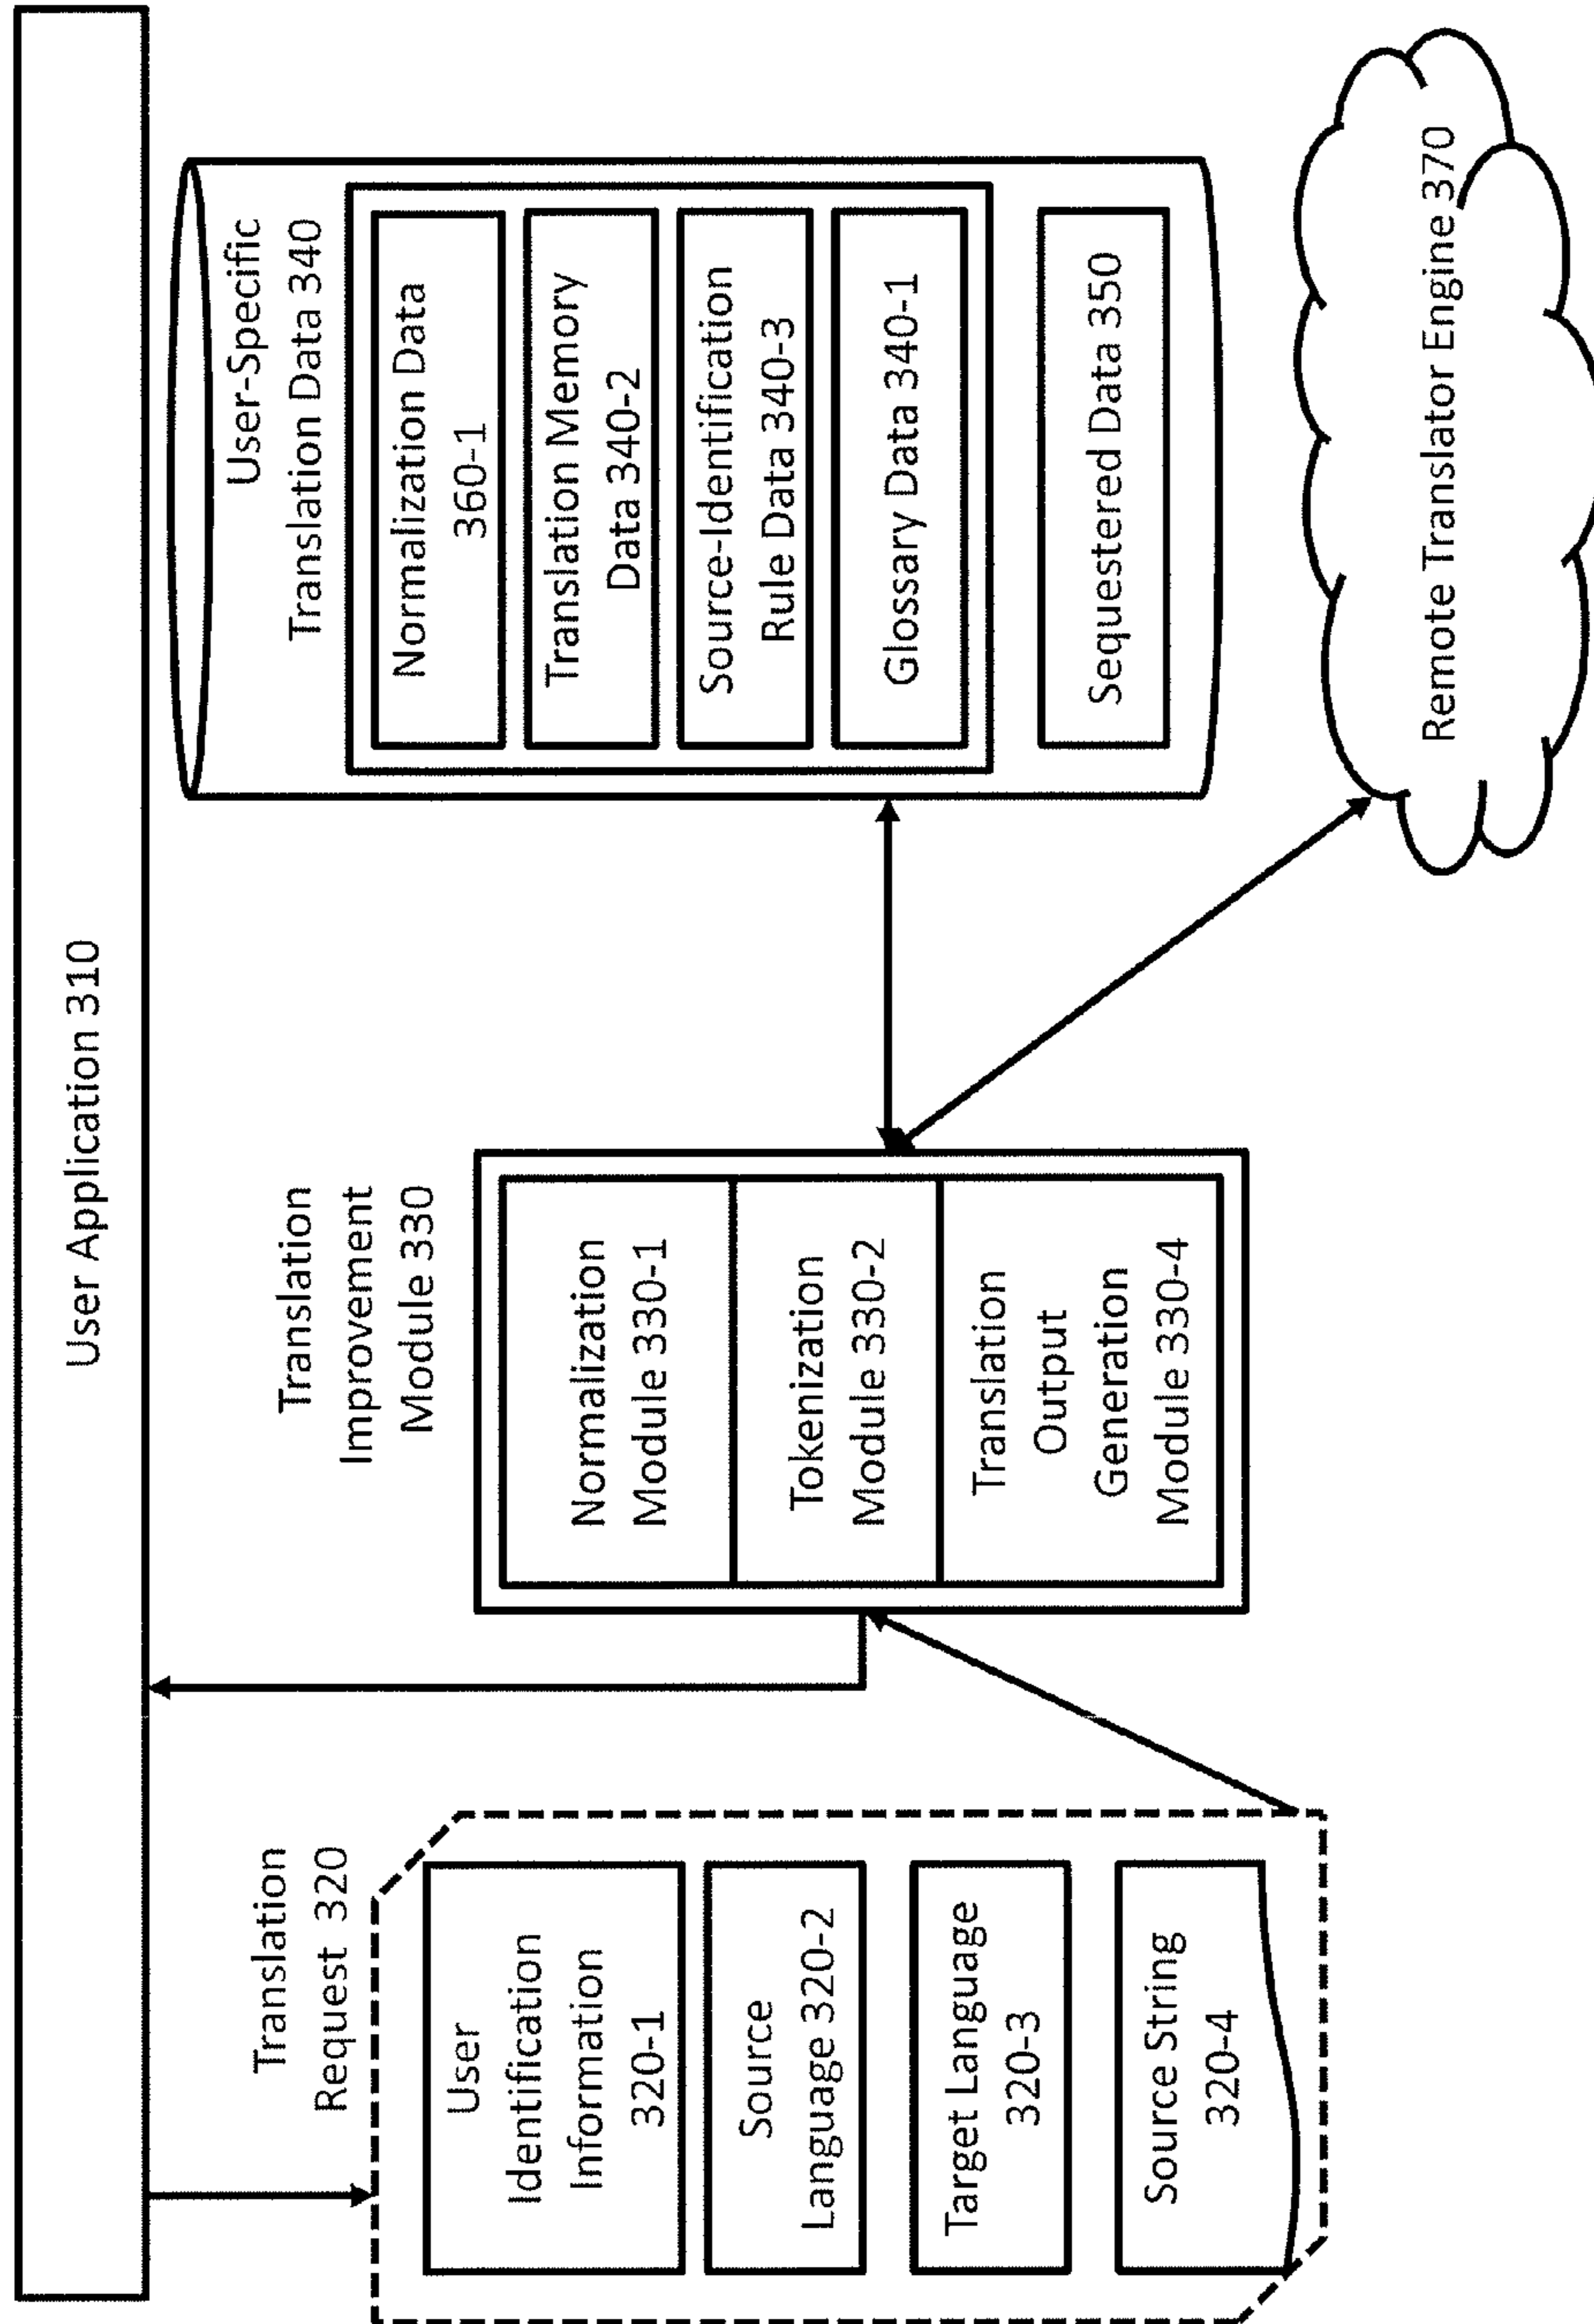 User Application 310
Translation
Request 320
User
Identification
Information
320-1
Source
Language 320-2
Target Language
320-3
Source String
320-4
Translation
Improvement
Module 330
Normalization
Module 330-1
Tokenization
Module 330-2
Translation
Output
Generation
Module 330-4
User-Specific
Translation Data 340
Normalization Data
360-1
Translation Memory
Data 340-2
Source-Identification
Rule Data 340-3
Glossary Data 340-1
Sequestered Data 350
Remote Translator Engine 370